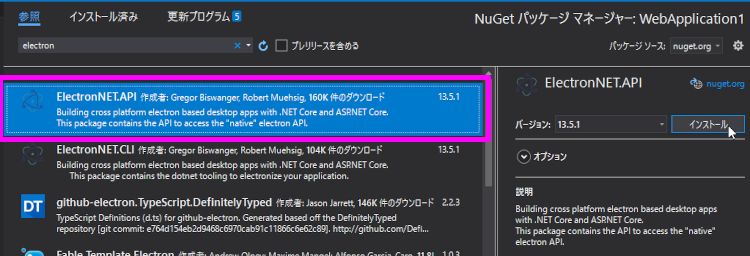 参照 インストール済み 更新プログラム 5
NuGet パッケージ マネージャー: WebApplication1
electron
プレリリースを含める
パッケージ ソース: nuget.org
ElectronNET.API 作成者: Gregor Biswanger, Robert Muehsig, 160K 件のダウンロード 13.5.1
Building cross platform electron based desktop apps with .NET Core and ASRNET Core.
This package contains the API to access the "native" electron API.
ElectronNET.CLI 作成者: Gregor Biswanger, Robert Muehsig, 104K 件のダウンロード 13.5.1
Building cross platform electron based desktop apps with .NET Core and ASRNET Core.
This package contains the dotnet tooling to electronize your application.
DT
github-electron.TypeScript.DefinitelyTyped 作成者: Jason Jarrett, 146K 件のダウンロード 2.2.3
TypeScript Definitions (d.ts) for github-electron. Generated based off the DefinitelyTyped
repository [git commit: e764d154eb2d9468c6970cab91c11866c6e62c89]. http://github.com/Defi...
Fable Template Electron 作成者:
ElectronNET.API
nuget.org
バージョン: 13.5.1
インストール
オプション
説明
Building cross platform electron based desktop apps
with .NET Core and ASRNET Core.
This package contains the API to access the "native"
electron API.